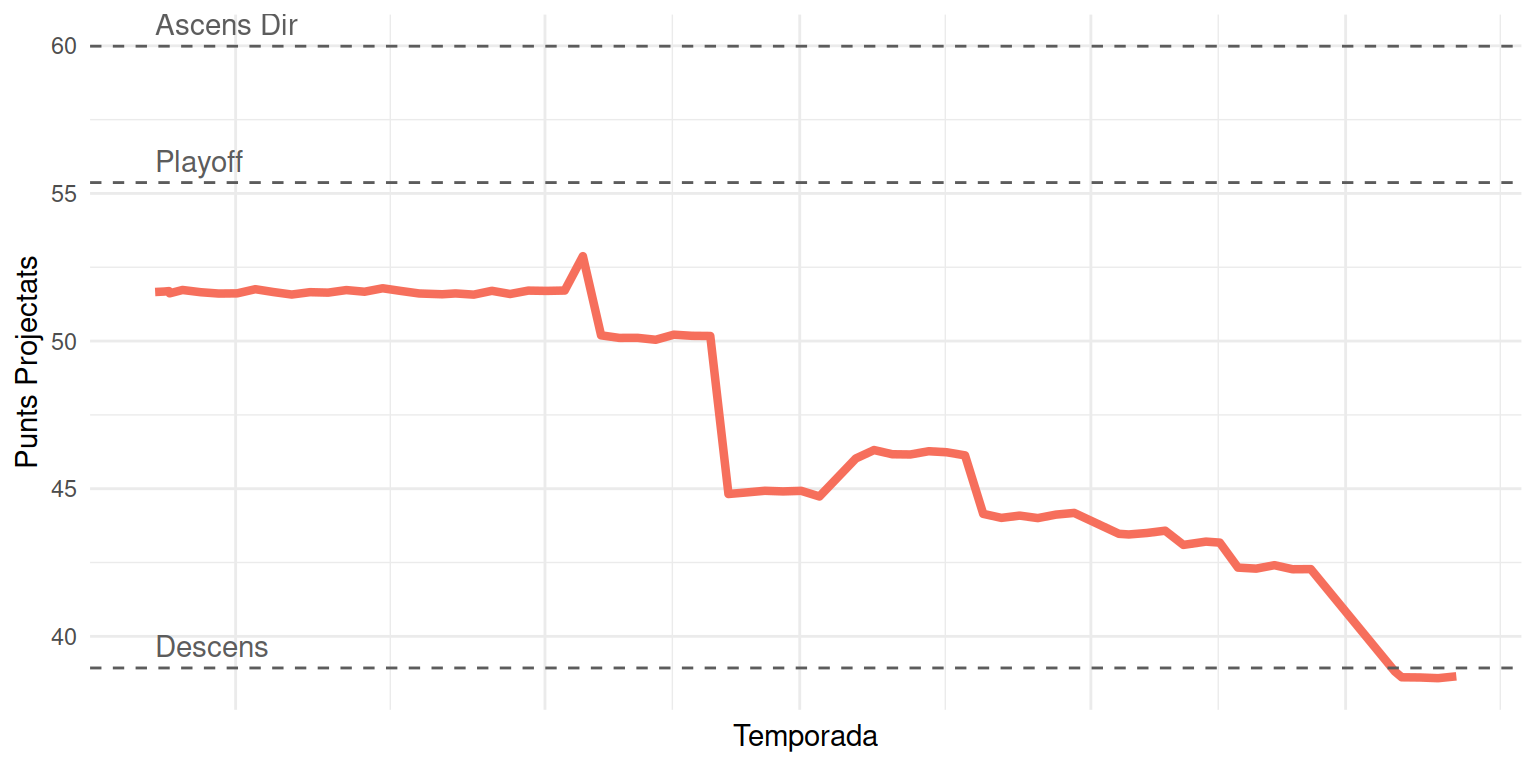 Ascens Dir
60
Playoff
55
50
45
Descens
40
Punts Projectats
Temporada